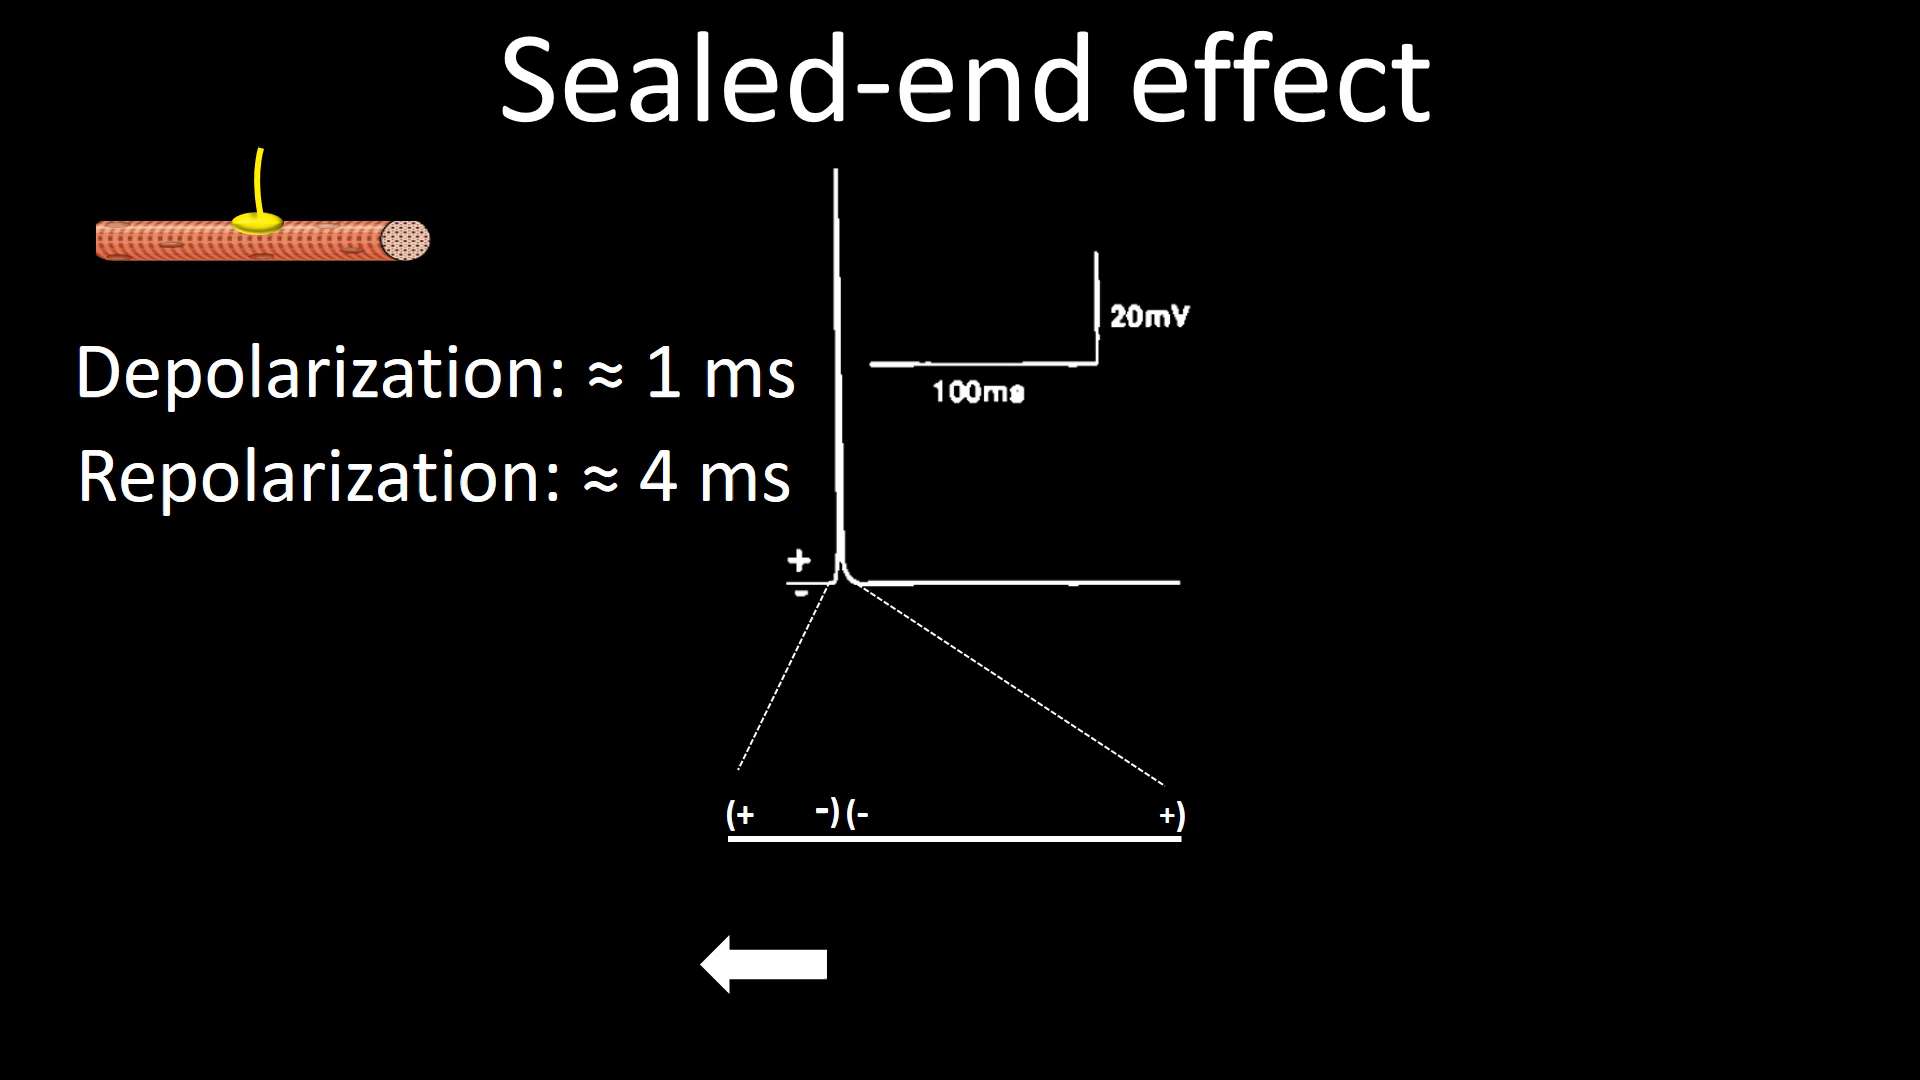 Sealed-end effect
Depolarization: ≈ 1 ms
Repolarization: ≈ 4 ms
20mV
100ms
+
-
(+ -) (- +)